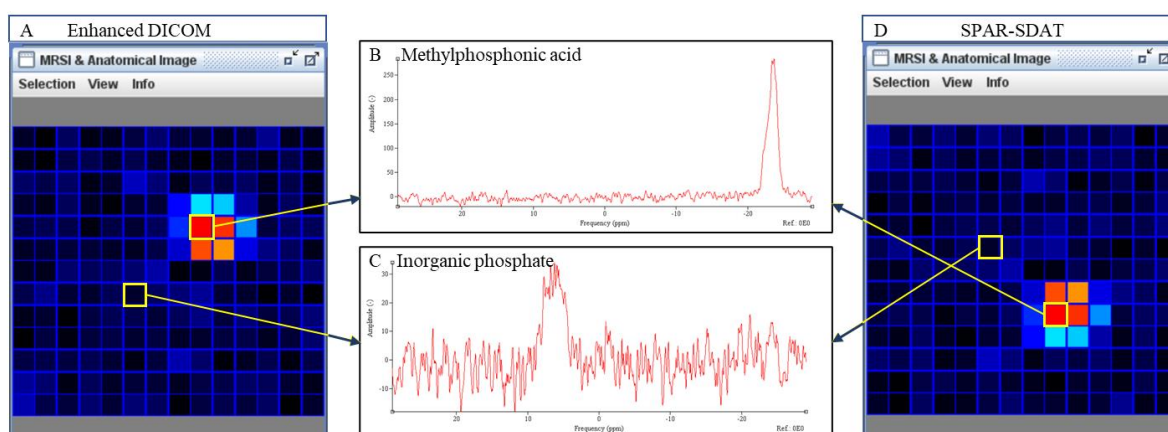 A Enhanced DICOM
MRSI & Anatomical Image
Selection View Info
B Methylphosphonic acid
Amplitude (-)
250
200
150
100
50
0
20 10 0 -10 -20
Frequency (ppm)
Ref.: 0E0
C Inorganic phosphate
Amplitude (-)
30
20
10
0
-10
20 10 0 -10 -20
Frequency (ppm)
Ref.: 0E0
D SPAR-SDAT
MRSI & Anatomical Image
Selection View Info